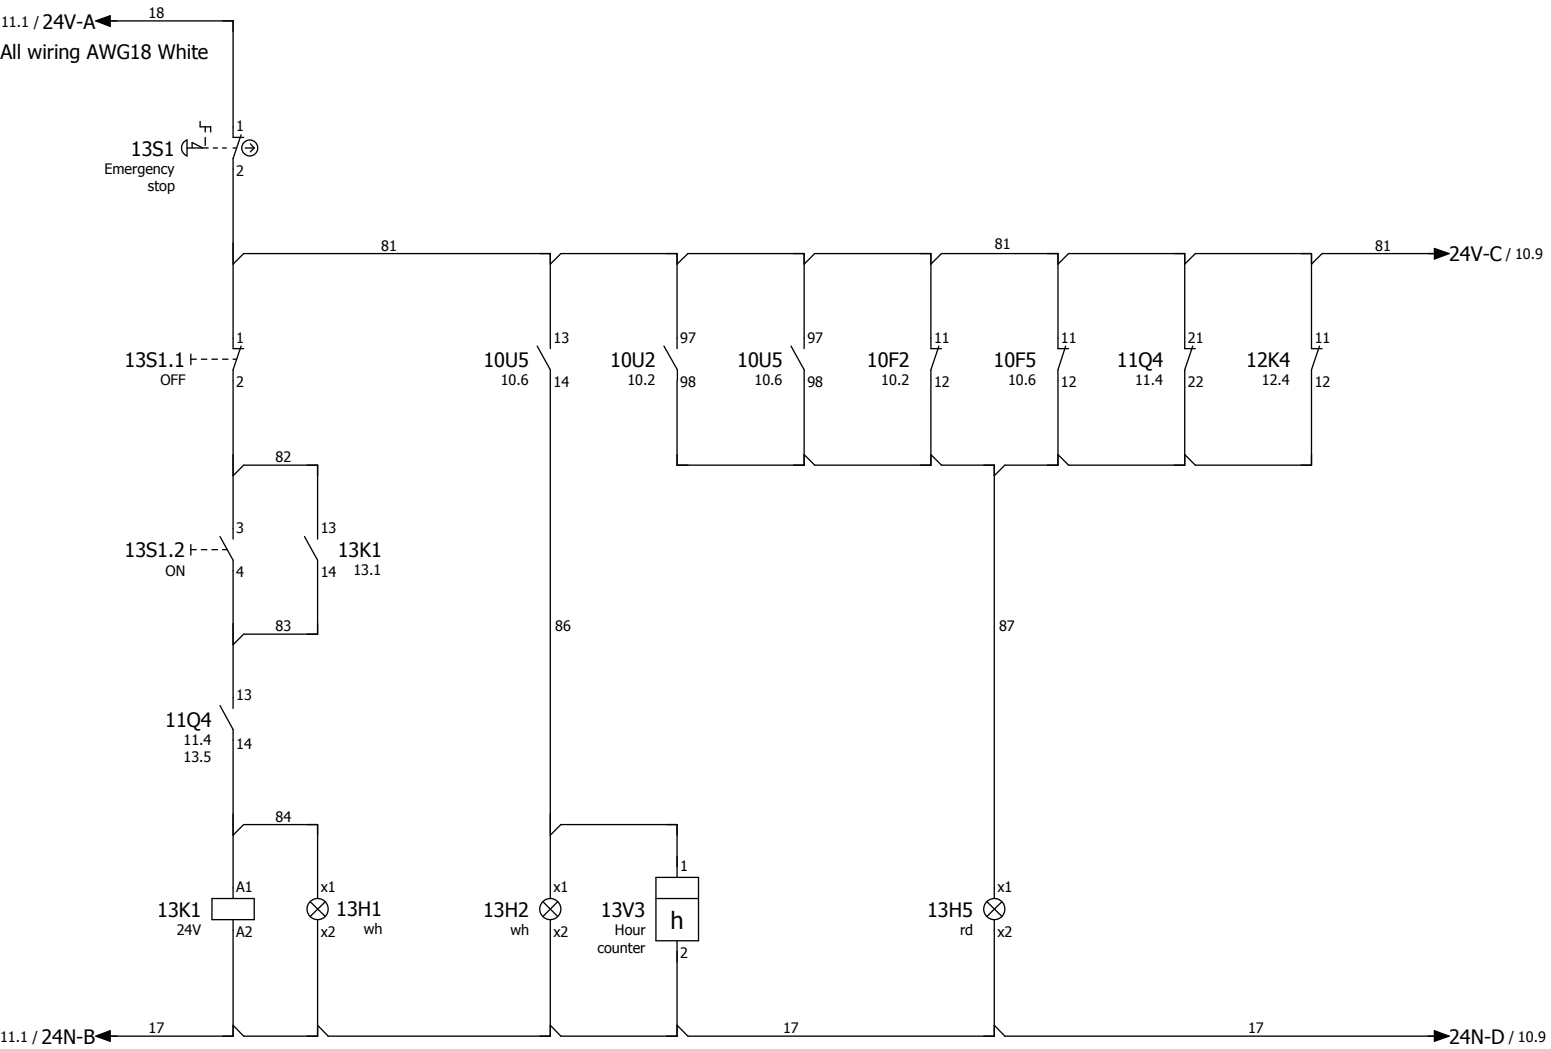 11.1 / 24V-A
18
All wiring AWG18 White
1
13S1
Emergency
stop
2
81
81
81
24V-C / 10.9
1
13S1.1
OFF
2
13
10U5
10.6
14
97
10U2
10.2
98
97
10U5
10.6
98
11
10F2
10.2
12
11
10F5
10.6
12
21
11Q4
11.4
22
11
12K4
12.4
12
82
3
13S1.2
ON
4
13
13K1
13.1
14
83
86
87
13
11Q4
11.4
13.5
14
84
A1
13K1
24V
A2
x1
13H1
wh
x2
x1
13H2
wh
x2
1
13V3
Hour
counter
h
2
x1
13H5
rd
x2
11.1 / 24N-B
17
17
17
24N-D / 10.9